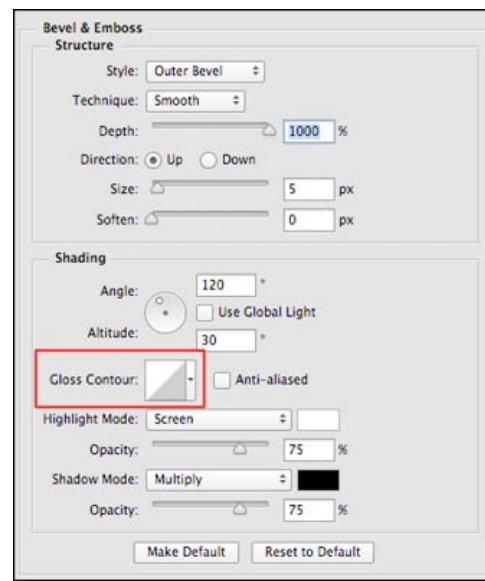 Bevel & Emboss
Structure
Style: Outer Bevel
Technique: Smooth
Depth: 1000 %
Direction: Up Down
Size: 5 px
Soften: 0 px
Shading
Angle: 120 °
Use Global Light
Altitude: 30 °
Gloss Contour: Anti-aliased
Highlight Mode: Screen
Opacity: 75 %
Shadow Mode: Multiply
Opacity: 75 %
Make Default Reset to Default